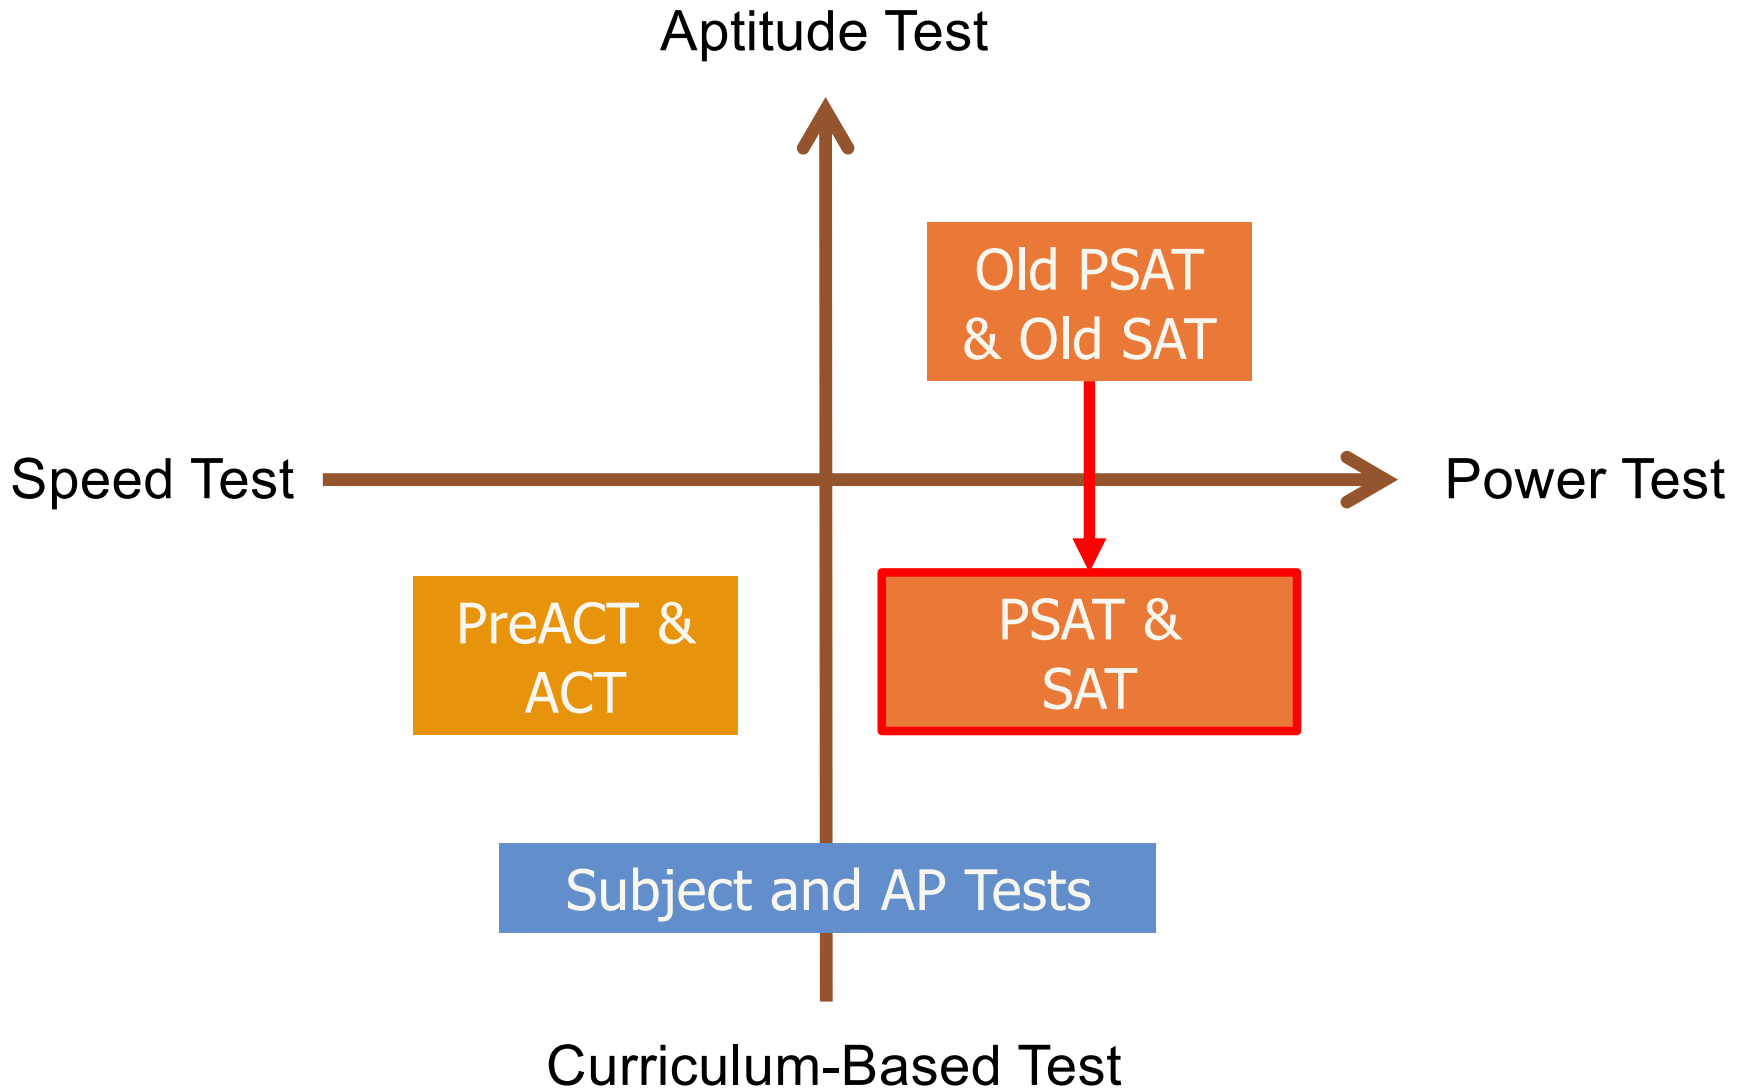 Aptitude Test
Old PSAT
& Old SAT
Speed Test
Power Test
PreACT &
ACT
PSAT &
SAT
Subject and AP Tests
Curriculum-Based Test